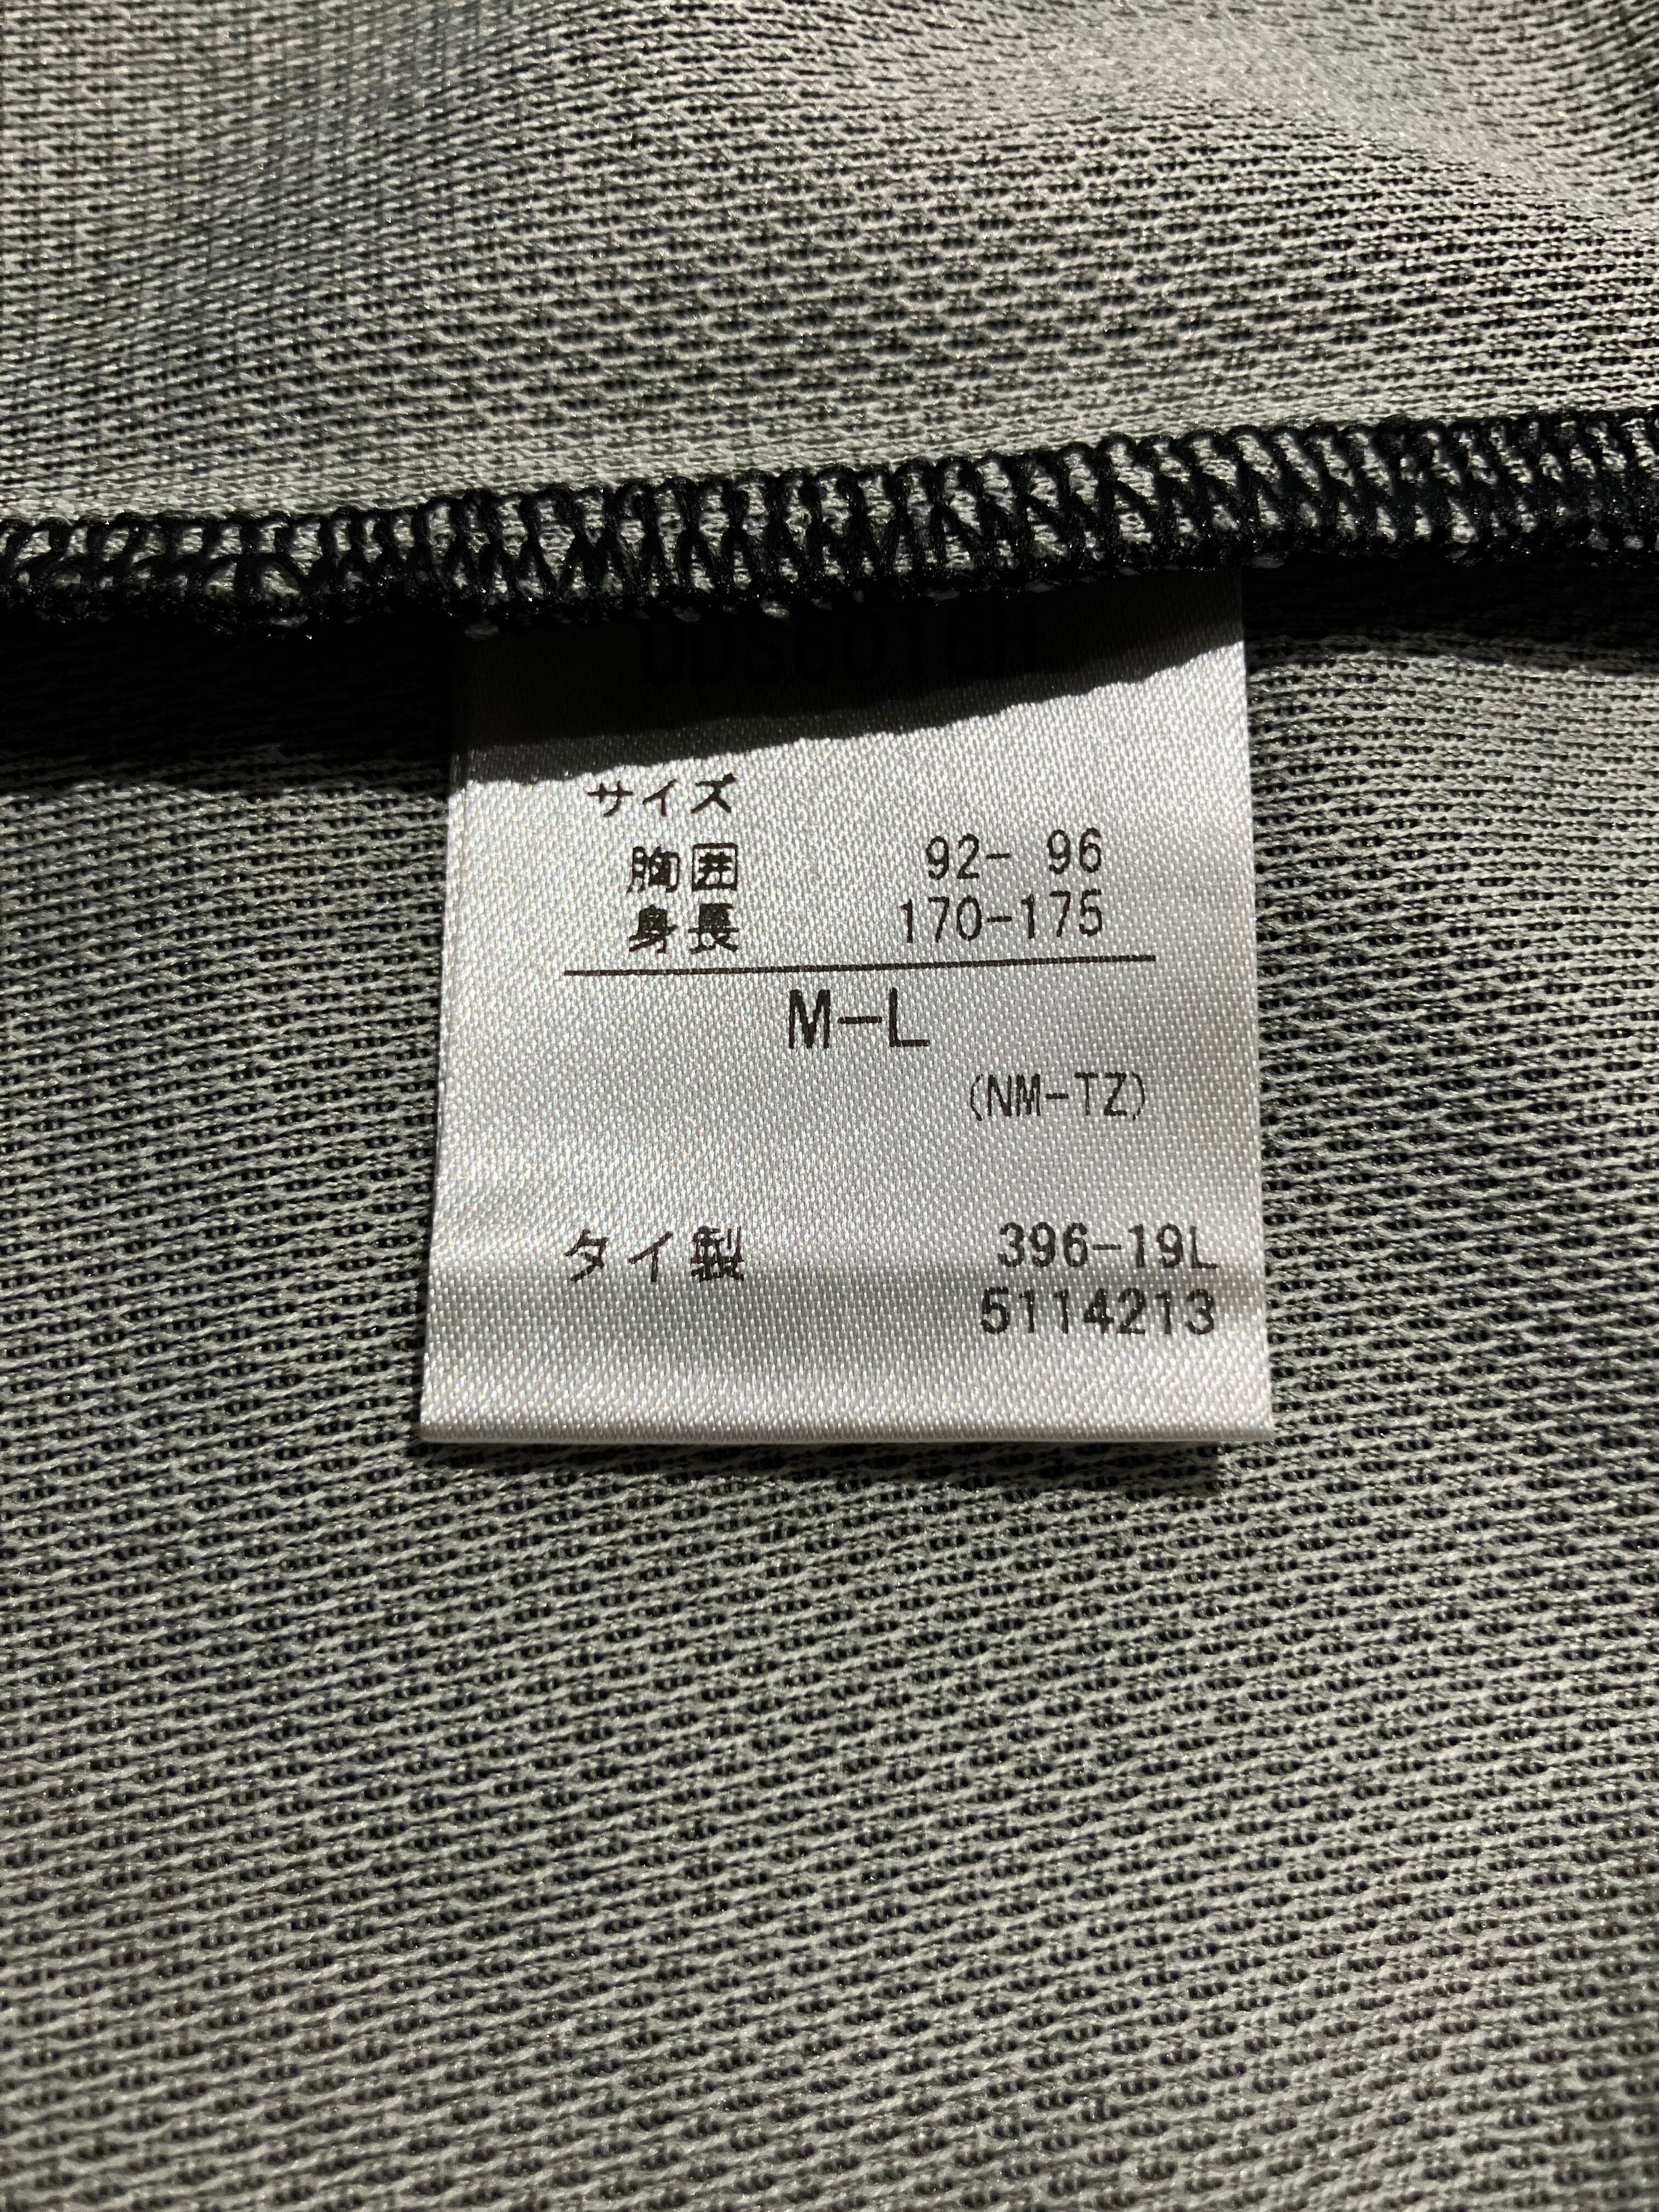 UDS6016H
サイズ
胸囲 92- 96
身長 170-175
M-L
(NM-TZ)
タイ製 396-19L
5114213